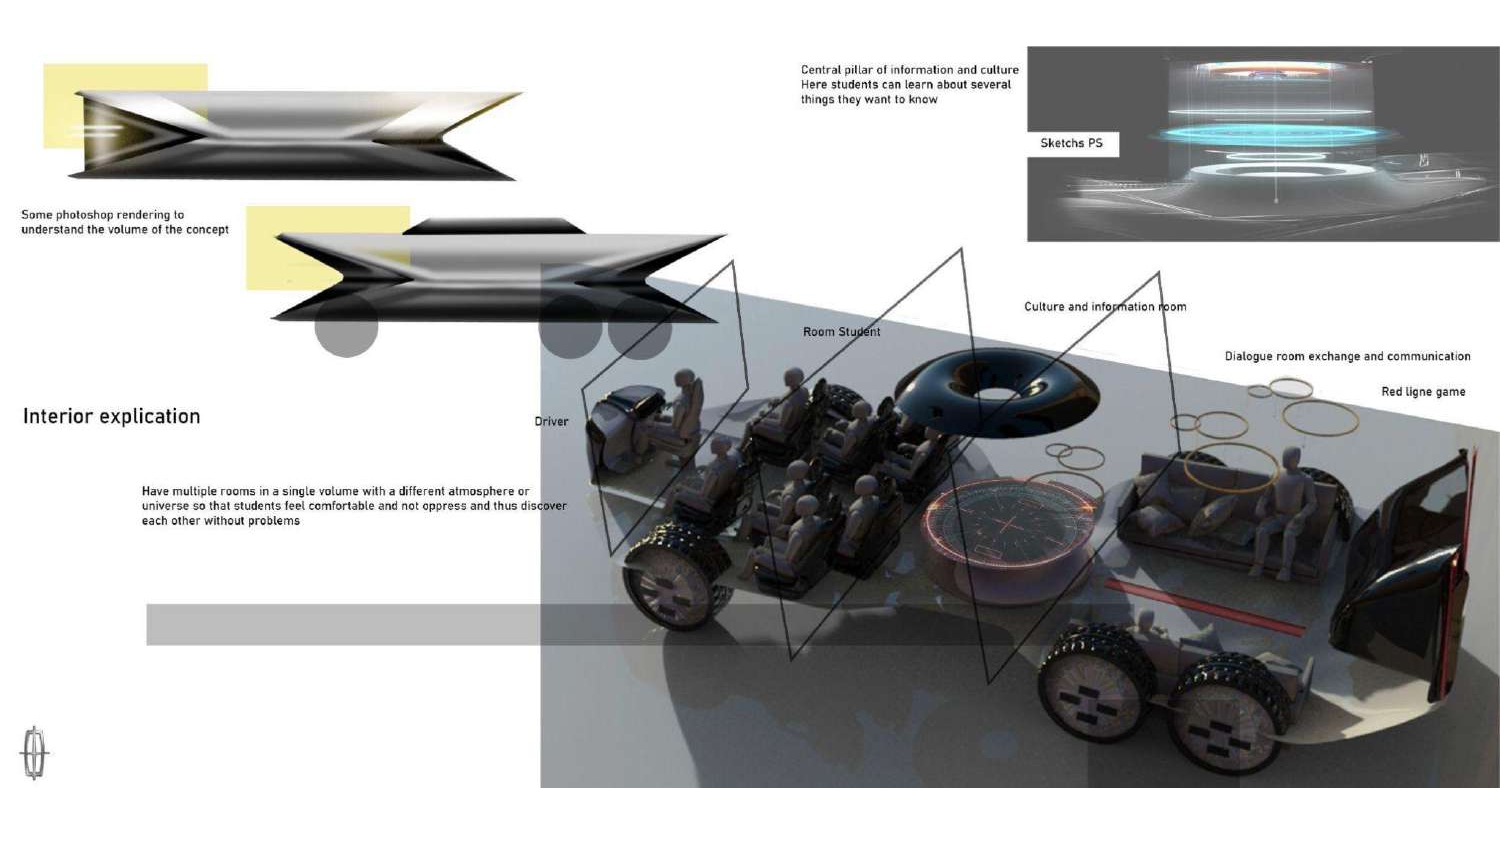 Central pillar of information and culture
Here students can learn about several
things they want to know
Sketchs PS
Some photoshop rendering to
understand the volume of the concept
Culture and information room
Room Student
Dialogue room exchange and communication
Red ligne game
Interior explication
Driver
Have multiple rooms in a single volume with a different atmosphere or
universe so that students feel comfortable and not oppress and thus discover
each other without problems